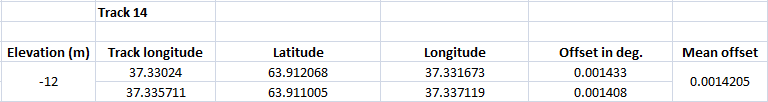 Track 14
Elevation (m) Track longitude Latitude Longitude Offset in deg. Mean offset
-12 37.33024 63.912068 37.331673 0.001433 0.0014205
37.335711 63.911005 37.337119 0.001408